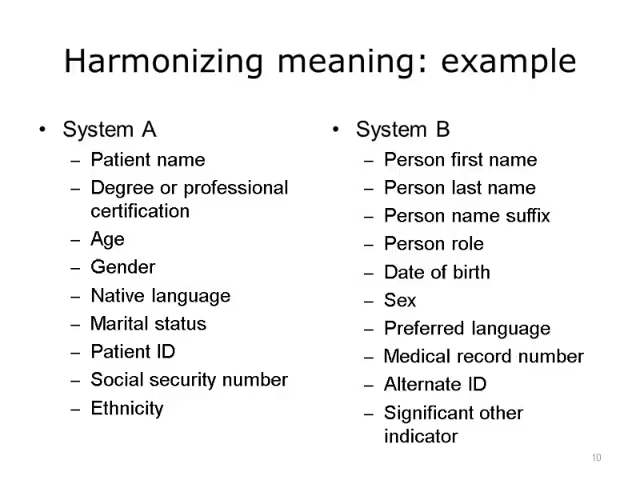 Harmonizing meaning: example
• System A
– Patient name
– Degree or professional
certification
– Age
– Gender
– Native language
– Marital status
– Patient ID
– Social security number
– Ethnicity
• System B
– Person first name
– Person last name
– Person name suffix
– Person role
– Date of birth
– Sex
– Preferred language
– Medical record number
– Alternate ID
– Significant other
indicator
10